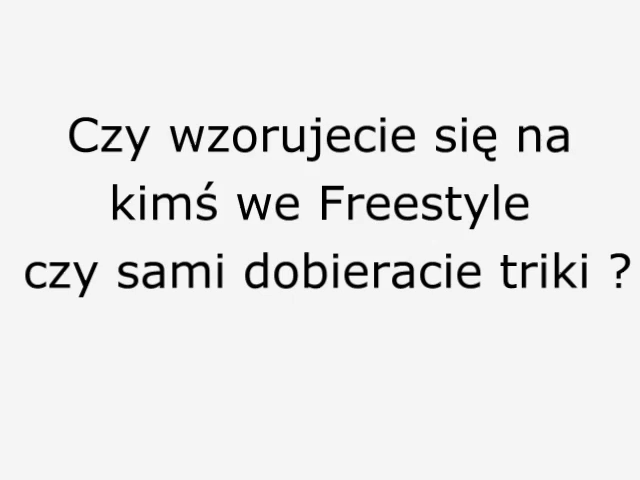 Czy wzorujecie się na
kimś we Freestyle
czy sami dobieracie triki ?